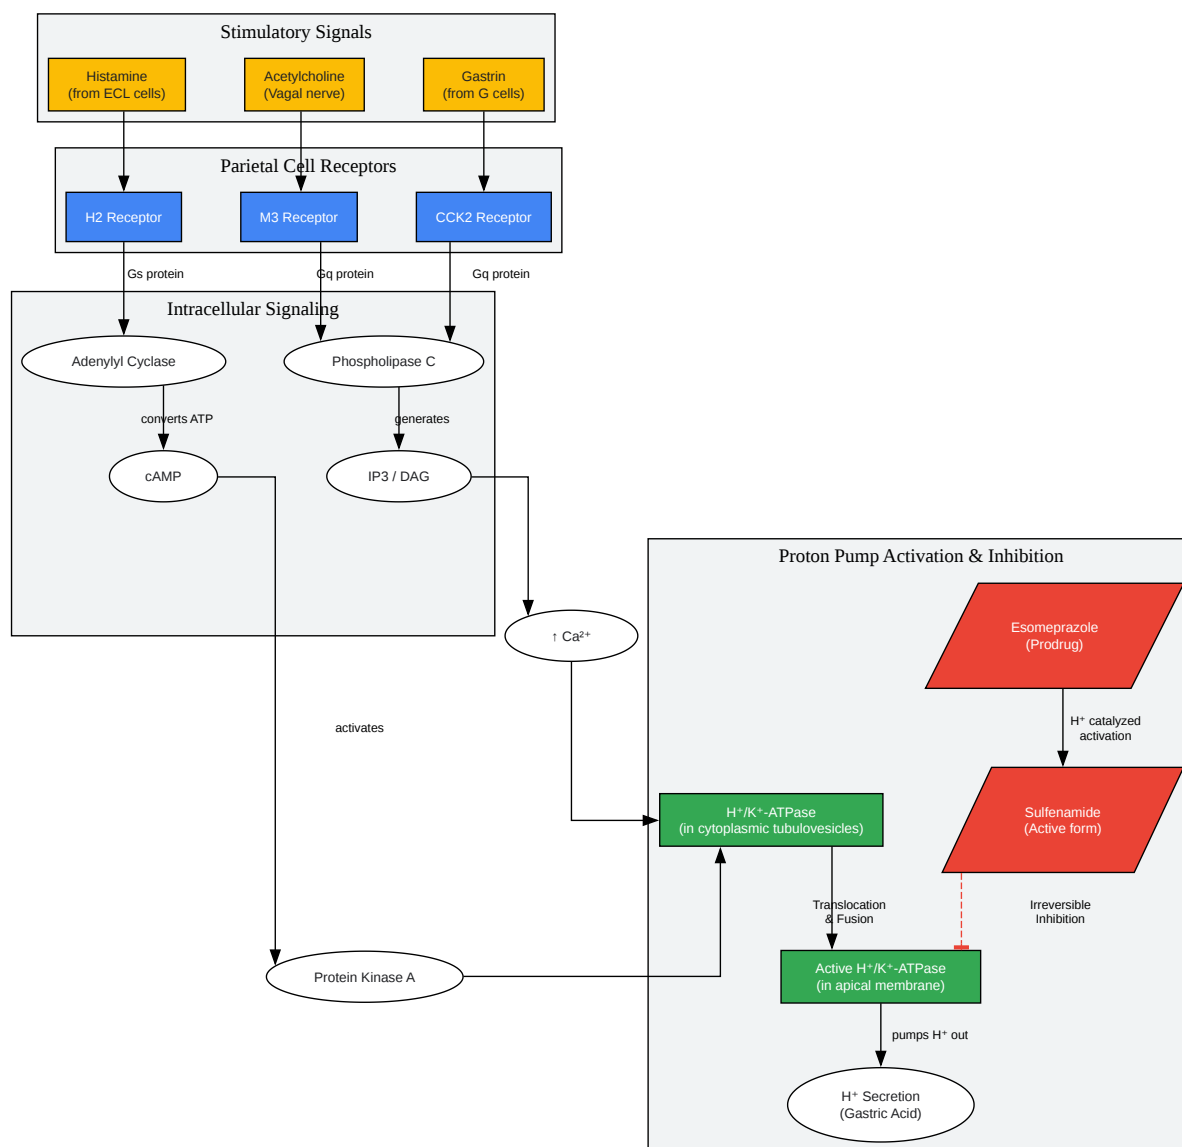 Stimulatory Signals
Histamine
(from ECL cells)
Acetylcholine
(Vagal nerve)
Gastrin
(from G cells)
Parietal Cell Receptors
H2 Receptor
M3 Receptor
CCK2 Receptor
Gs protein
Gq protein
Gq protein
Intracellular Signaling
Adenylyl Cyclase
Phospholipase C
converts ATP
generates
cAMP
IP3 / DAG
↑ Ca²⁺
activates
Protein Kinase A
Proton Pump Activation & Inhibition
Esomeprazole
(Prodrug)
H⁺ catalyzed
activation
Sulfenamide
(Active form)
H⁺/K⁺-ATPase
(in cytoplasmic tubulovesicles)
Translocation
& Fusion
Irreversible
Inhibition
Active H⁺/K⁺-ATPase
(in apical membrane)
pumps H⁺ out
H⁺ Secretion
(Gastric Acid)